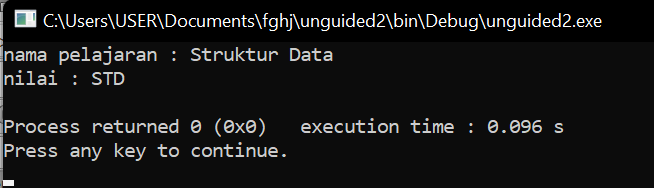 C:\Users\USER\Documents\fghj\unguided2\bin\Debug\unguided2.exe
nama pelajaran : Struktur Data
nilai : STD
Process returned 0 (0x0)   execution time : 0.096 s
Press any key to continue.